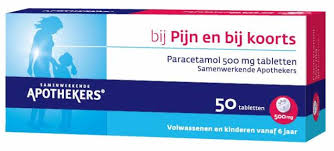 bij Pijn en bij koorts
Paracetamol 500 mg tabletten
Samenwerkende Apothekers
SAMENWERKENDE
APOTHEKERS®
50 tabletten
500mg
Volwassenen en kinderen vanaf 6 jaar